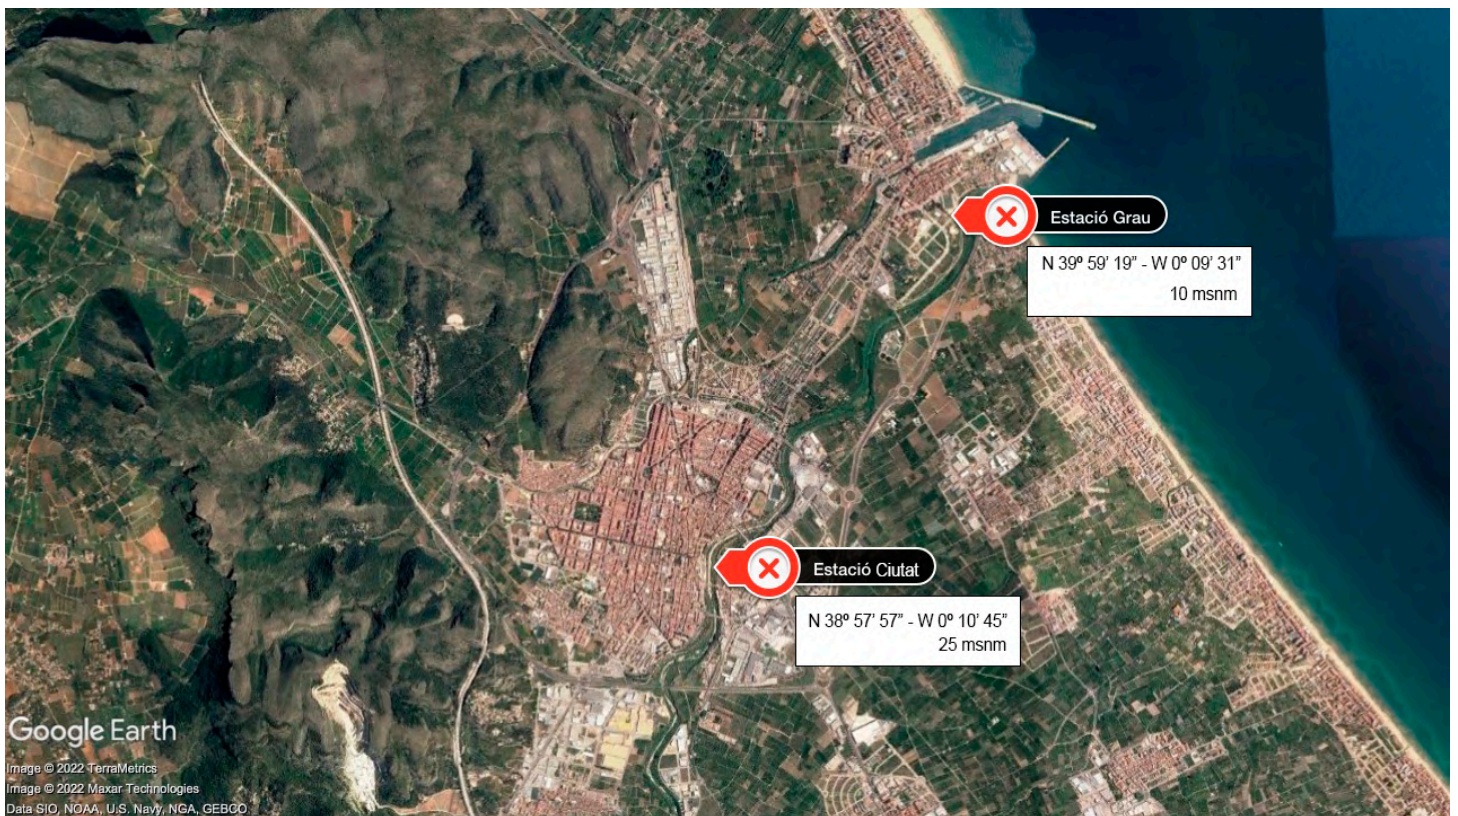 Estació Grau
N 39º 59' 19" - W 0º 09' 31"
10 msnm
Estació Ciutat
N 38º 57' 57" - W 0º 10' 45"
25 msnm
Google Earth
Image © 2022 TerraMetrics
Image © 2022 Maxar Technologies
Data SIO, NOAA, U.S. Navy, NGA, GEBCO